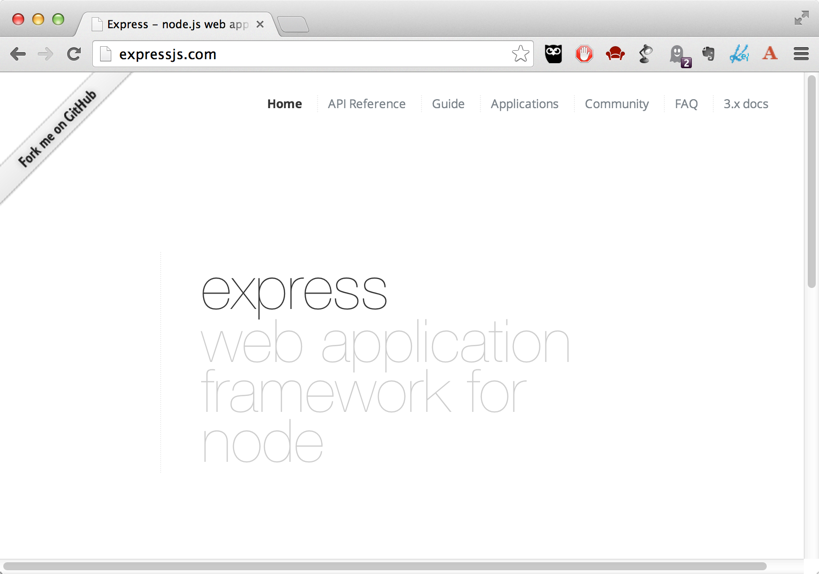 Express – node.js web app
expressjs.com
2
Fork me on GitHub
Home API Reference Guide Applications Community FAQ 3.x docs
express
web application
framework for
node